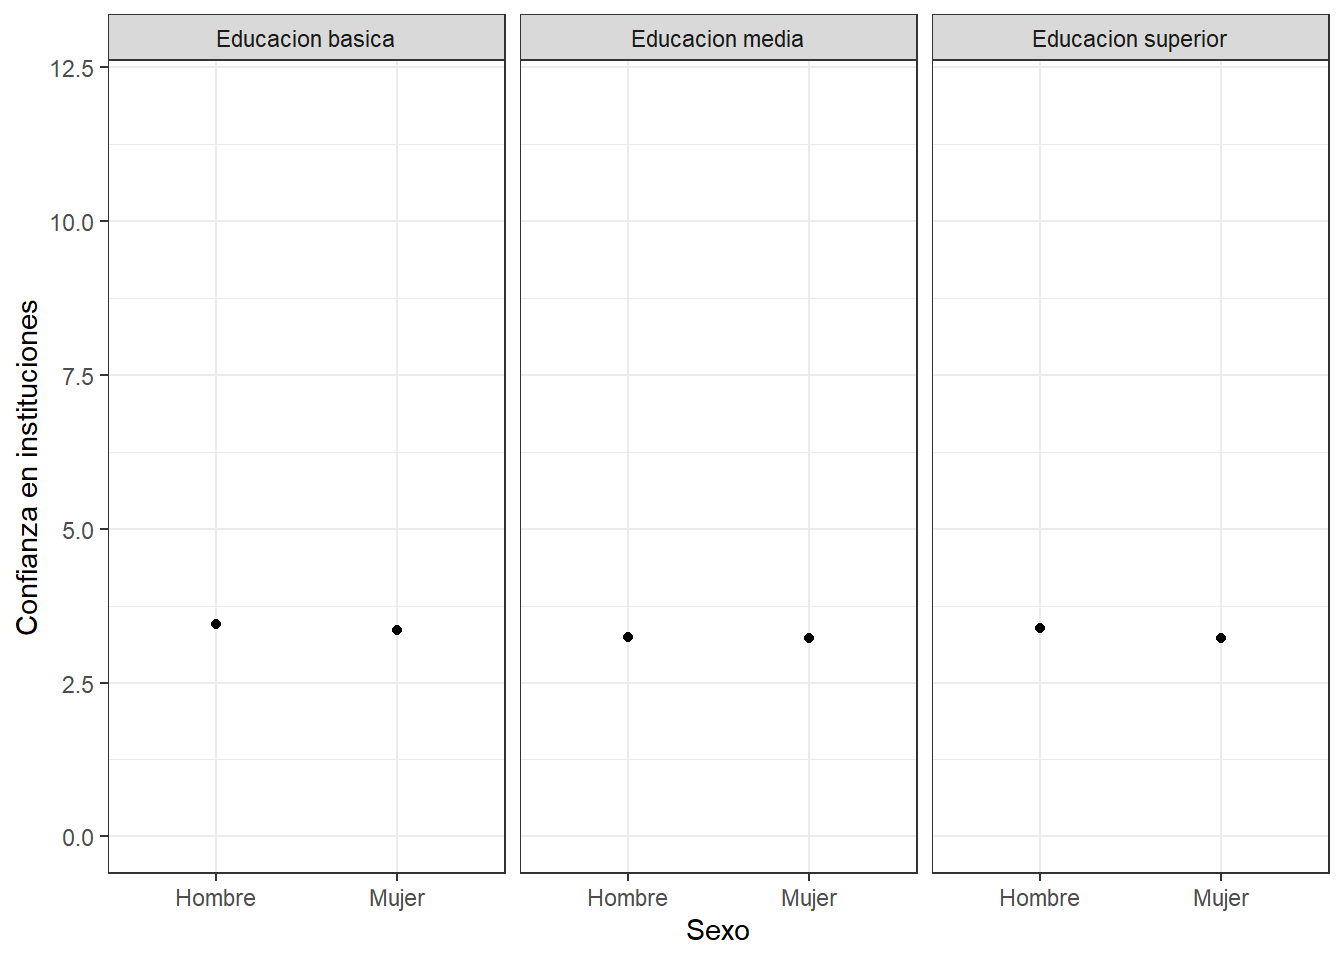 Educacion basica
Educacion media
Educacion superior
Confianza en instituciones
12.5
10.0
7.5
5.0
2.5
0.0
Hombre Mujer
Hombre Mujer
Hombre Mujer
Sexo